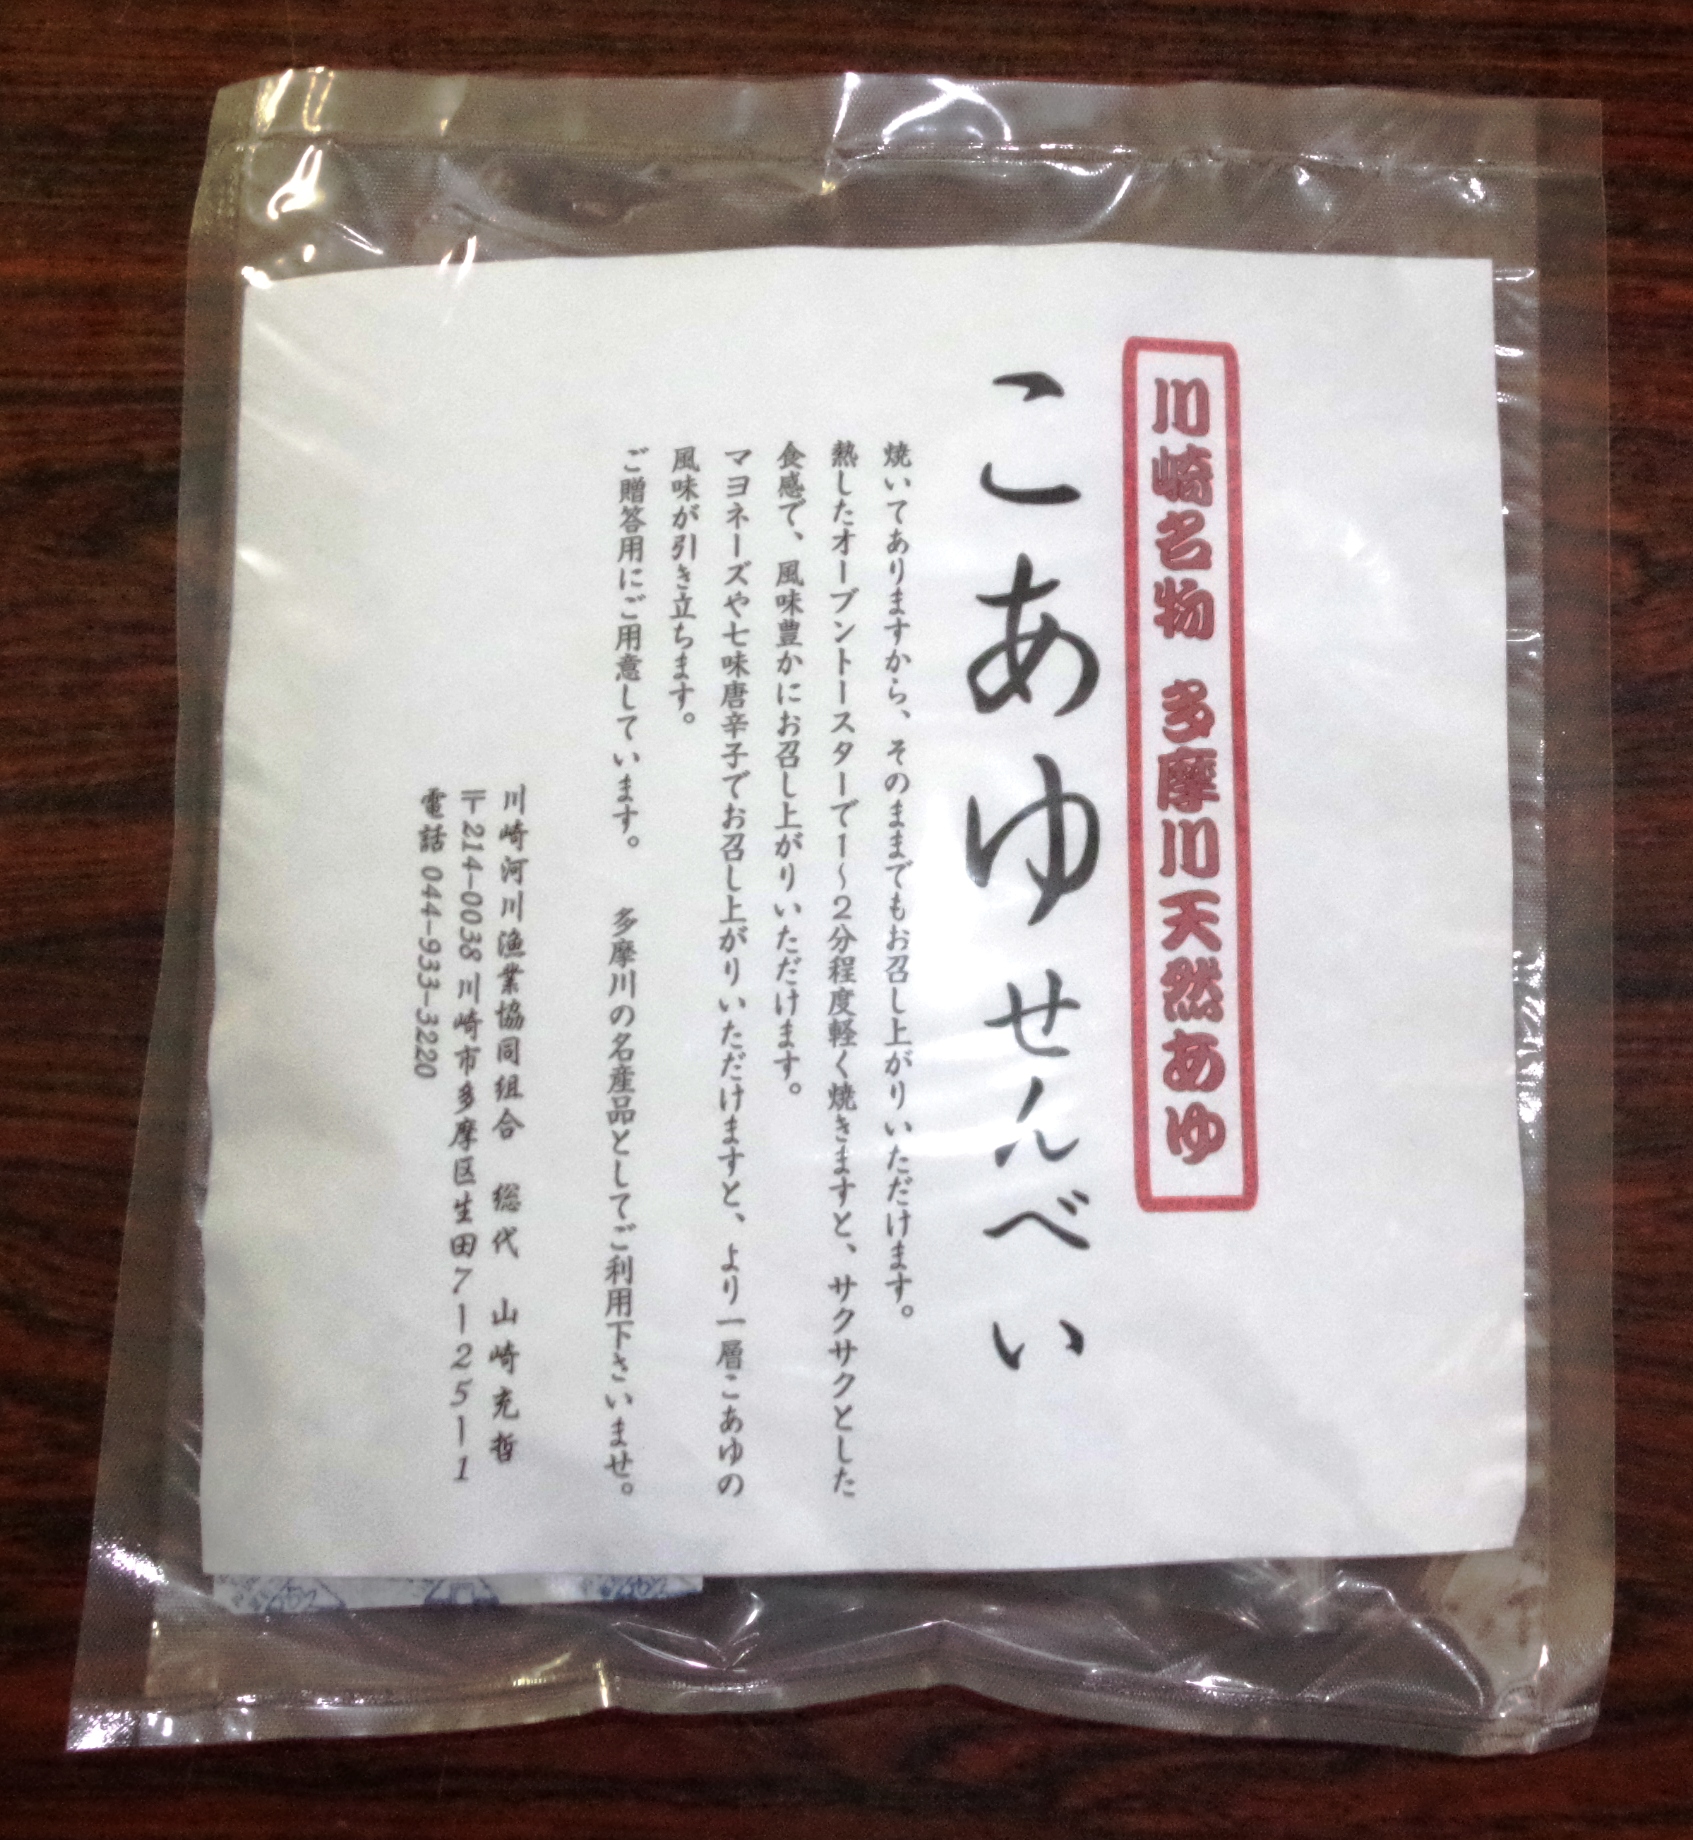 川崎名物 多摩川天然あゆ
こあゆせんべい
焼いてありますから、そのままでもお召し上がりいただけます。
熱したオーブントースターで1〜2分程度軽く焼きますと、サクサクとした
食感で、風味豊かにお召し上がりいただけます。
マヨネーズや七味唐辛子でお召し上がりいただけますと、より一層こあゆの
風味が引き立ちます。
ご贈答用にご用意しています。 多摩川の名産品としてご利用下さいませ。
川崎河川漁業協同組合 総代 山崎充哲
〒214-0038 川崎市多摩区生田7-25-1
電話 044-933-3220